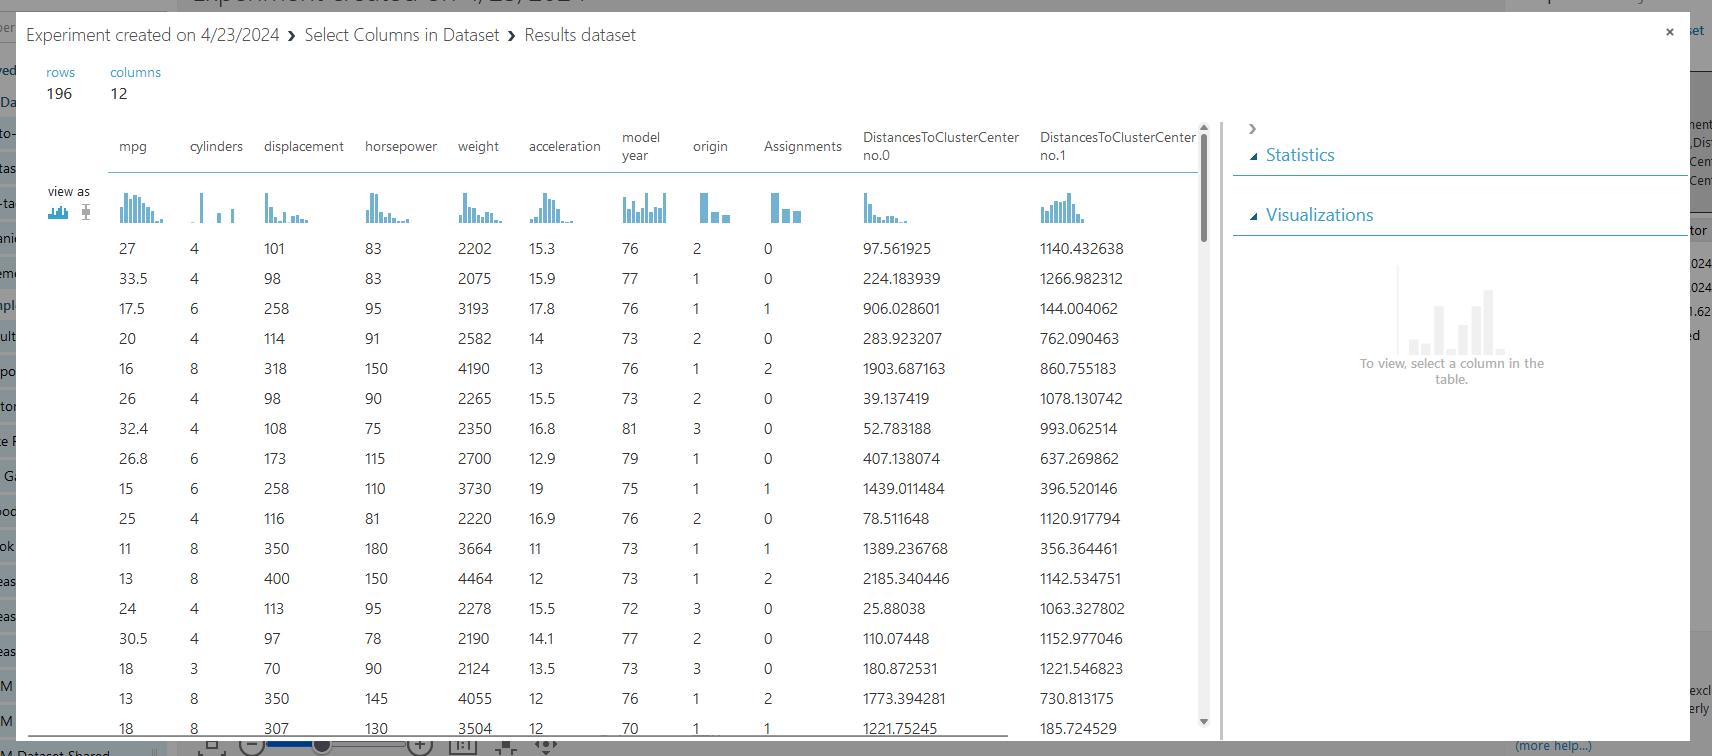 Experiment created on 4/23/2024 › Select Columns in Dataset › Results dataset
rows columns
196 12
mpg cylinders displacement horsepower weight acceleration model year origin Assignments DistancesToClusterCenter no.0 DistancesToClusterCenter no.1
view as
27 4 101 83 2202 15.3 76 2 0 97.561925 1140.432638
33.5 4 98 83 2075 15.9 77 1 0 224.183939 1266.982312
17.5 6 258 95 3193 17.8 76 1 1 906.028601 144.004062
20 4 114 91 2582 14 73 2 0 283.923207 762.090463
16 8 318 150 4190 13 76 1 2 1903.687163 860.755183
26 4 98 90 2265 15.5 73 2 0 39.137419 1078.130742
32.4 4 108 75 2350 16.8 81 3 0 52.783188 993.062514
26.8 6 173 115 2700 12.9 79 1 0 407.138074 637.269862
15 6 258 110 3730 19 75 1 1 1439.011484 396.520146
25 4 116 81 2220 16.9 76 2 0 78.511648 1120.917794
11 8 350 180 3664 11 73 1 1 1389.236768 356.364461
13 8 400 150 4464 12 73 1 2 2185.340446 1142.534751
24 4 113 95 2278 15.5 72 3 0 25.88038 1063.327802
30.5 4 97 78 2190 14.1 77 2 0 110.07448 1152.977046
18 3 70 90 2124 13.5 73 3 0 180.872531 1221.546823
13 8 350 145 4055 12 76 1 2 1773.394281 730.813175
18 8 307 130 3504 12 70 1 1 1221.75245 185.724529
Statistics
Visualizations
To view, select a column in the
table.
(more help...)